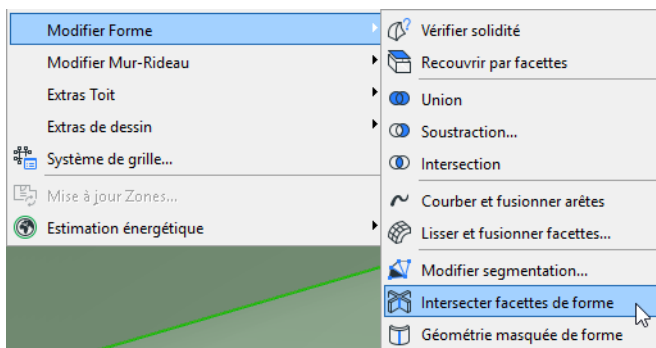 Modifier Forme
Modifier Mur-Rideau
Extras Toit
Extras de dessin
Système de grille...
Mise à jour Zones...
Estimation énergétique
Vérifier solidité
Recouvrir par facettes
Union
Soustraction...
Intersection
Courber et fusionner arêtes
Lisser et fusionner facettes...
Modifier segmentation...
Intersecter facettes de forme
Géométrie masquée de forme